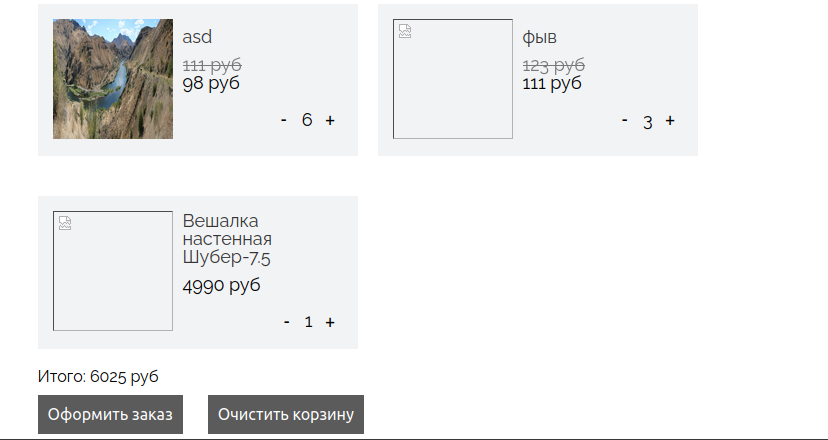 asd
111 руб
98 руб
- 6 +
фыв
123 руб
111 руб
- 3 +
Вешалка
настенная
Шубер-7.5
4990 руб
- 1 +
Итого: 6025 руб
Оформить заказ
Очистить корзину